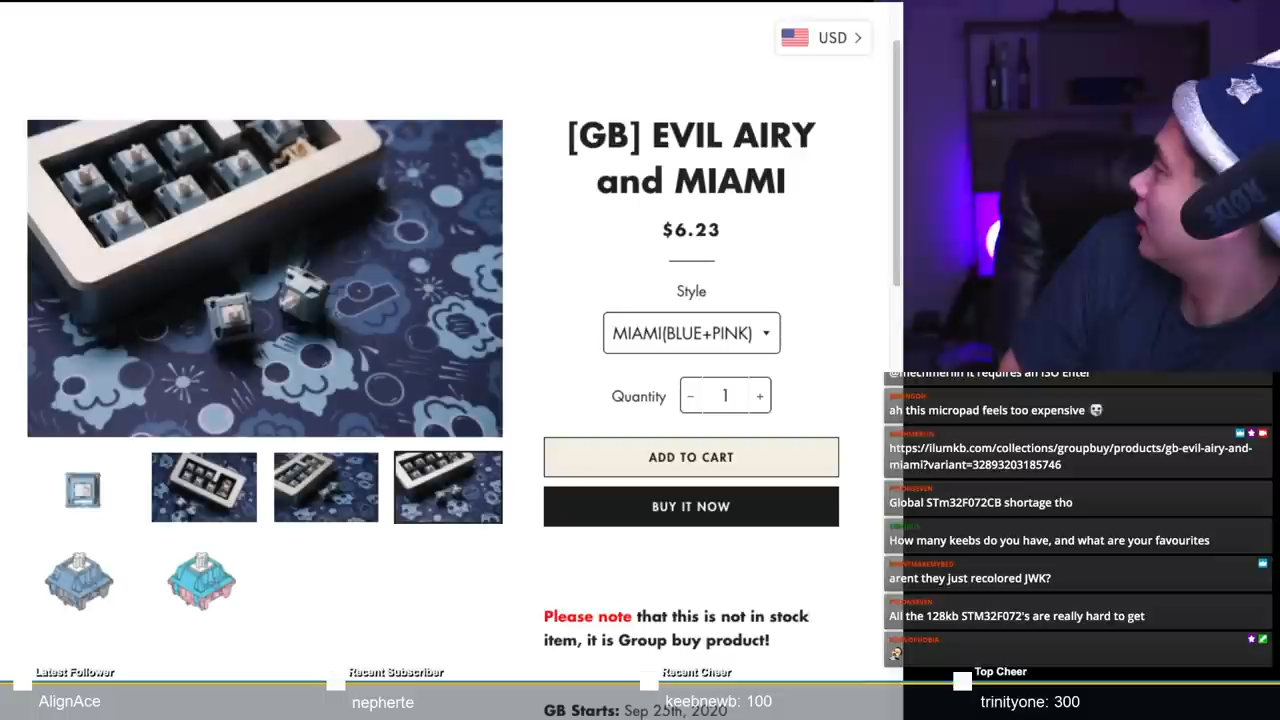 USD
[GB] EVIL AIRY
and MIAMI
$6.23
Style
MIAMI(BLUE+PINK)
Quantity
− 1 +
ADD TO CART
BUY IT NOW
Please note that this is not in stock
item, it is Group buy product!
GB Starts: Sep 25th, 2020
RØDE
@mechmerlin it requires an ISO Enter
ah this micropad feels too expensive
https://ilumkb.com/collections/groupbuy/products/gb-evil-airy-and-
miami?variant=32893203185746
Global STm32F072CB shortage tho
How many keebs do you have, and what are your favourites
arent they just recolored JWK?
All the 128kb STM32F072's are really hard to get
Latest Follower
AlignAce
Recent Subscriber
nepherte
Recent Cheer
keebnewb: 100
Top Cheer
trinityone: 300